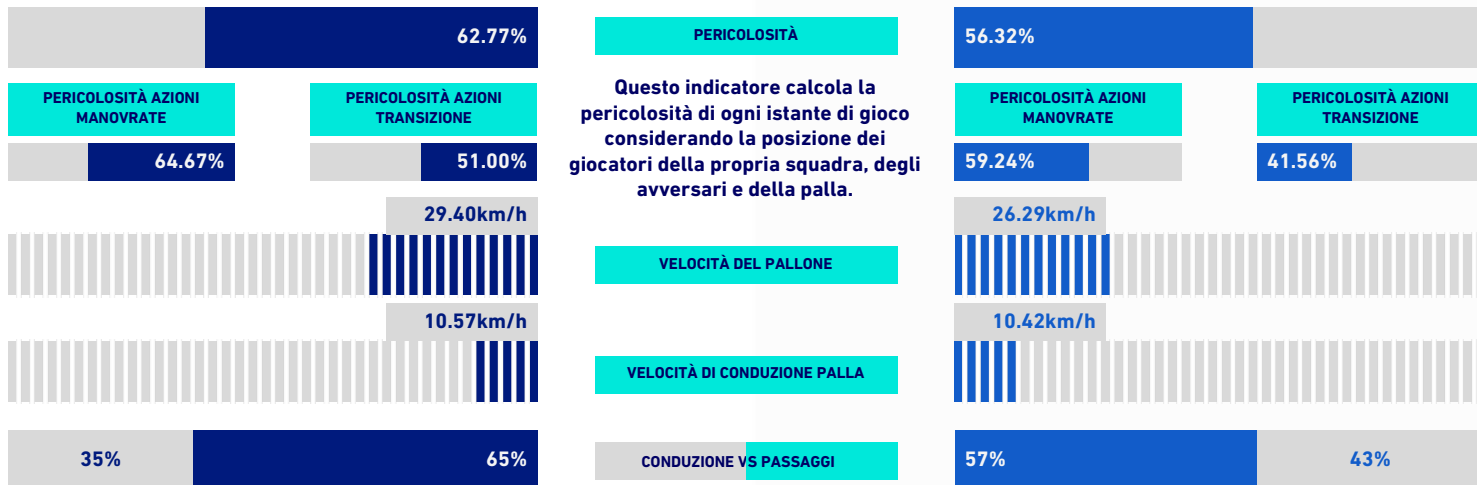 62.77%
PERICOLOSITÀ
56.32%
PERICOLOSITÀ AZIONI
MANOVRATE
64.67%
PERICOLOSITÀ AZIONI
TRANSIZIONE
51.00%
Questo indicatore calcola la
pericolosità di ogni istante di gioco
considerando la posizione dei
giocatori della propria squadra, degli
avversari e della palla.
PERICOLOSITÀ AZIONI
MANOVRATE
59.24%
PERICOLOSITÀ AZIONI
TRANSIZIONE
41.56%
29.40km/h
VELOCITÀ DEL PALLONE
26.29km/h
10.57km/h
VELOCITÀ DI CONDUZIONE PALLA
10.42km/h
35%
65%
CONDUZIONE VS PASSAGGI
57%
43%